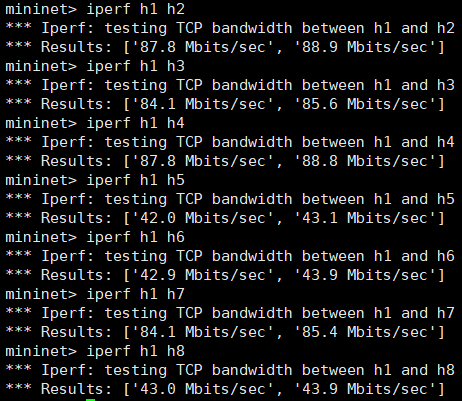 mininet> iperf h1 h2
*** Iperf: testing TCP bandwidth between h1 and h2
*** Results: ['87.8 Mbits/sec', '88.9 Mbits/sec']
mininet> iperf h1 h3
*** Iperf: testing TCP bandwidth between h1 and h3
*** Results: ['84.1 Mbits/sec', '85.6 Mbits/sec']
mininet> iperf h1 h4
*** Iperf: testing TCP bandwidth between h1 and h4
*** Results: ['87.8 Mbits/sec', '88.8 Mbits/sec']
mininet> iperf h1 h5
*** Iperf: testing TCP bandwidth between h1 and h5
*** Results: ['42.0 Mbits/sec', '43.1 Mbits/sec']
mininet> iperf h1 h6
*** Iperf: testing TCP bandwidth between h1 and h6
*** Results: ['42.9 Mbits/sec', '43.9 Mbits/sec']
mininet> iperf h1 h7
*** Iperf: testing TCP bandwidth between h1 and h7
*** Results: ['84.1 Mbits/sec', '85.4 Mbits/sec']
mininet> iperf h1 h8
*** Iperf: testing TCP bandwidth between h1 and h8
*** Results: ['43.0 Mbits/sec', '43.9 Mbits/sec']